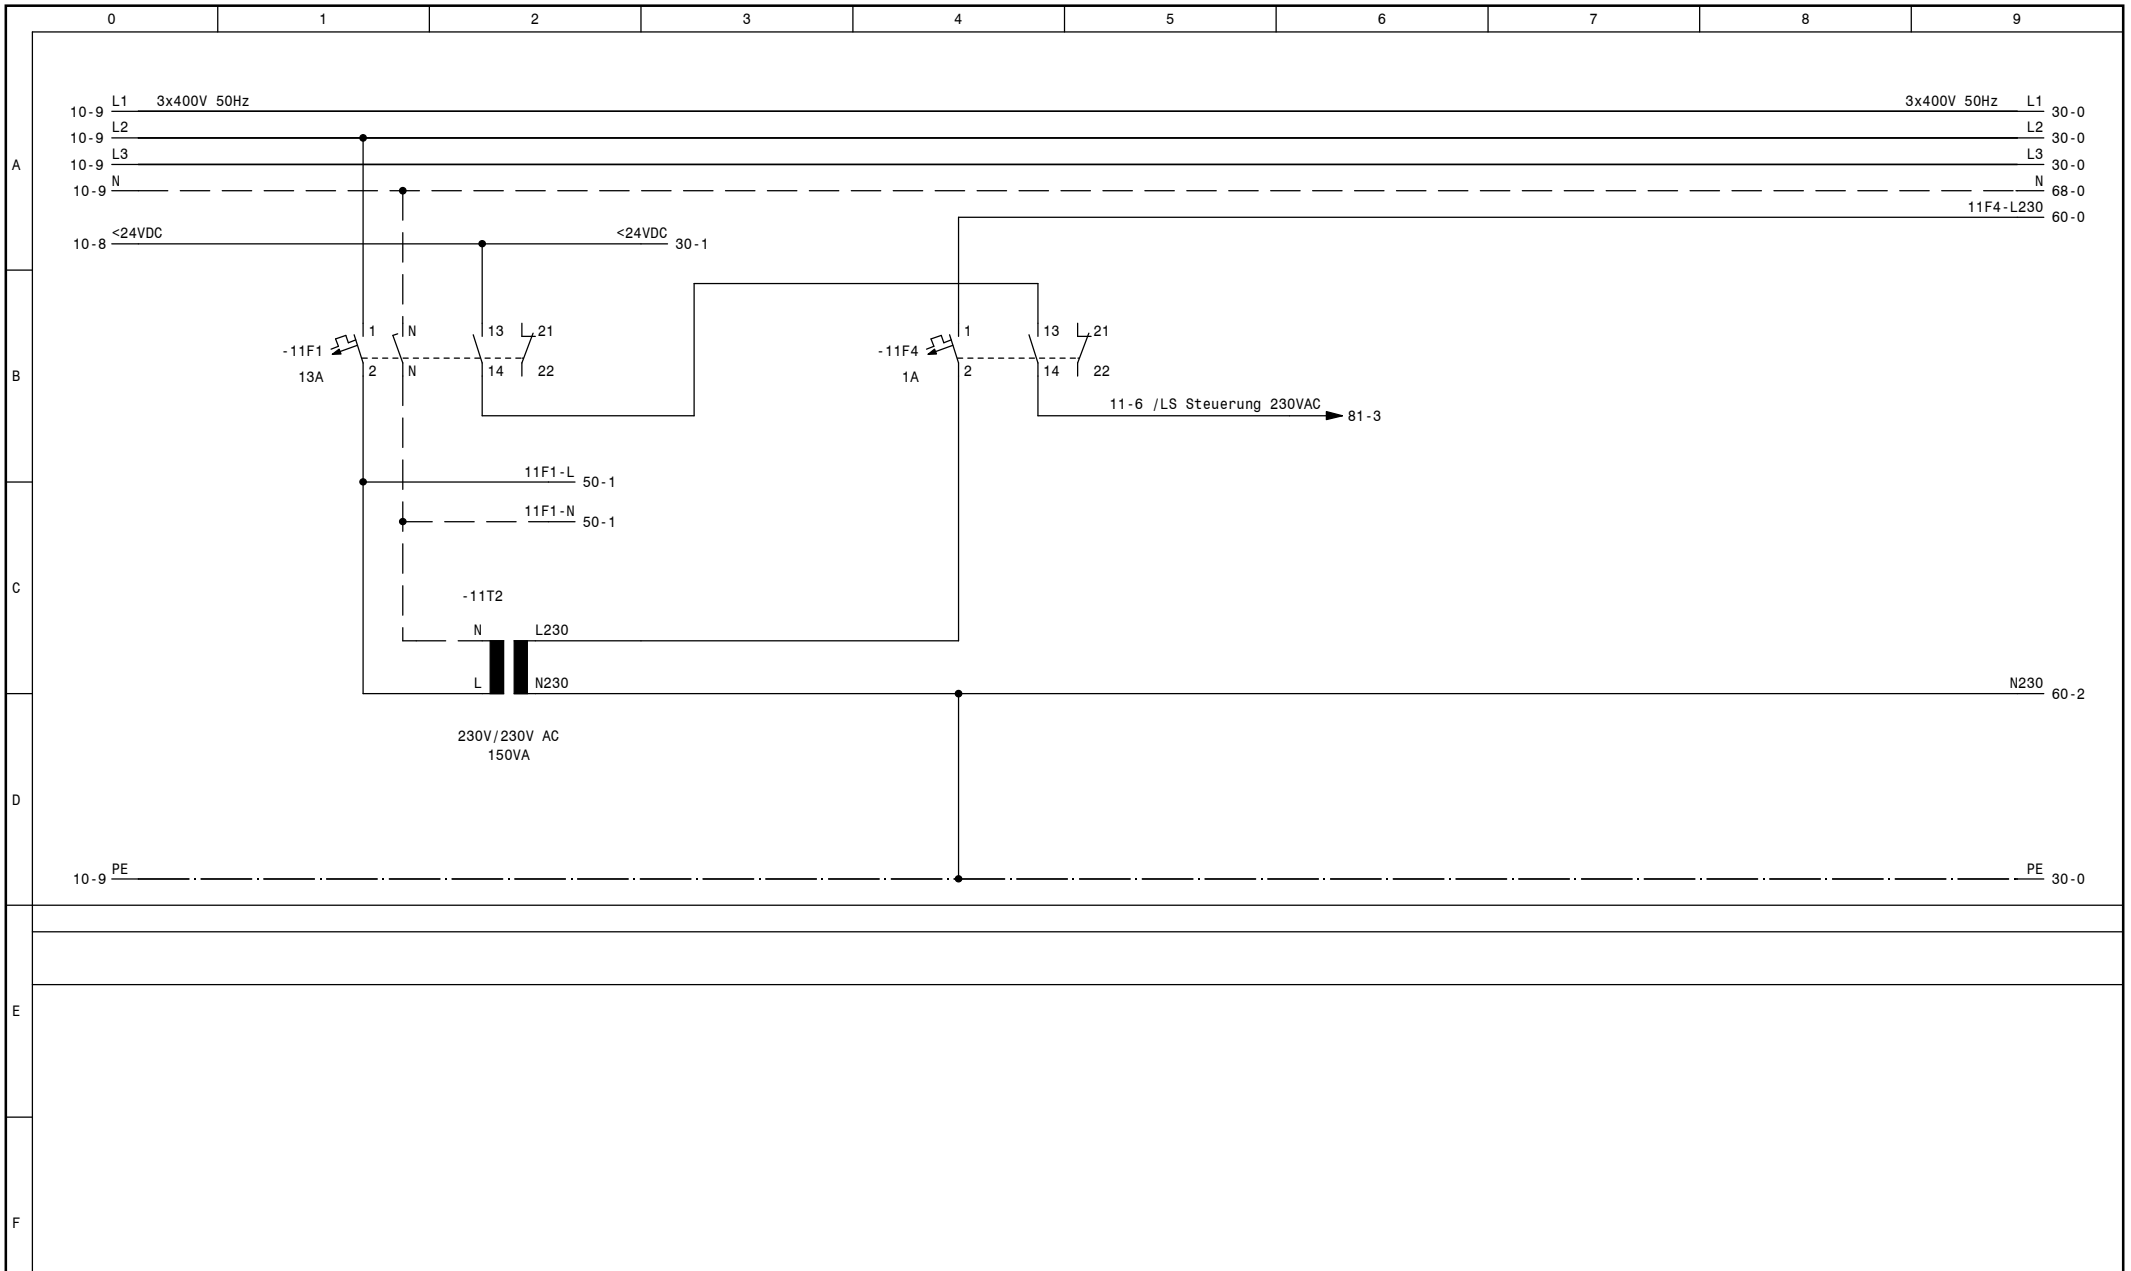 0 1 2 3 4 5 6 7 8 9
L1 3x400V 50Hz 3x400V 50Hz L1
10-9 30-0
L2 L2
10-9 30-0
L3 L3
A 10-9 30-0
N N
10-9 68-0
11F4-L230
60-0
<24VDC <24VDC
10-8 30-1
1 N 13 21 1 13 21
-11F1 -11F4
2 N 14 22 2 14 22
B 13A 1A
11-6 /LS Steuerung 230VAC
81-3
11F1-L
50-1
11F1-N
50-1
C
-11T2
N L230
L N230 N230
60-2
230V/230V AC
150VA
D
PE PE
10-9 30-0
E
F